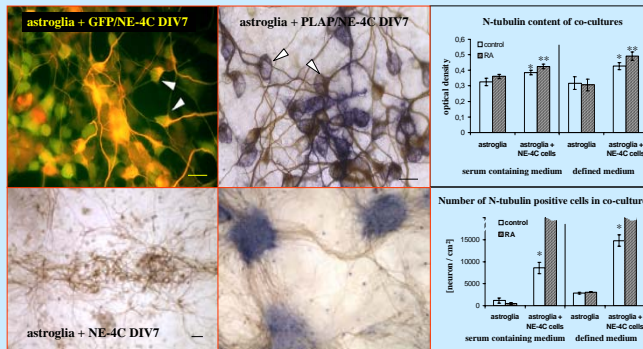 astroglia + GFP/NE-4C DIV7
astroglia + PLAP/NE-4C DIV7
astroglia + NE-4C DIV7
N-tubulin content of co-cultures
control
RA
optical density
0,6
0,5
0,4
0,3
0,2
0,1
0
*
**
*
**
astroglia
astroglia + NE-4C cells
astroglia
astroglia + NE-4C cells
serum containing medium
defined medium
Number of N-tubulin positive cells in co-culture
control
RA
[neuron / cm²]
15000
10000
5000
0
*
*
astroglia
astroglia + NE-4C cells
astroglia
astroglia + NE-4C cells
serum containing medium
defined medium